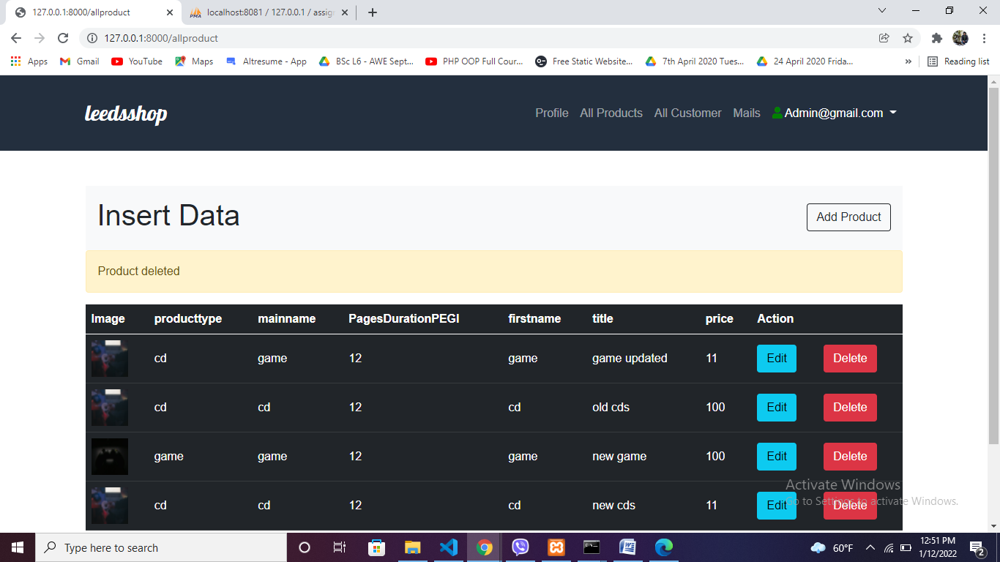 127.0.0.1:8000/allproduct
localhost:8081 / 127.0.0.1 / assign
127.0.0.1:8000/allproduct
Apps Gmail YouTube Maps Altresume - App BSc L6 - AWE Sept... PHP OOP Full Cour... Free Static Website... 7th April 2020 Tues... 24 April 2020 Frida... » Reading list
leedsshop Profile All Products All Customer Mails Admin@gmail.com
Insert Data Add Product
Product deleted
Image producttype mainname PagesDurationPEGI firstname title price Action
cd game 12 game game updated 11 Edit Delete
cd cd 12 cd old cds 100 Edit Delete
game game 12 game new game 100 Edit Delete
cd cd 12 cd new cds 11 Edit Delete
Activate Windows
Go to Settings to activate Windows.
Type here to search 60°F 12:51 PM
1/12/2022 2